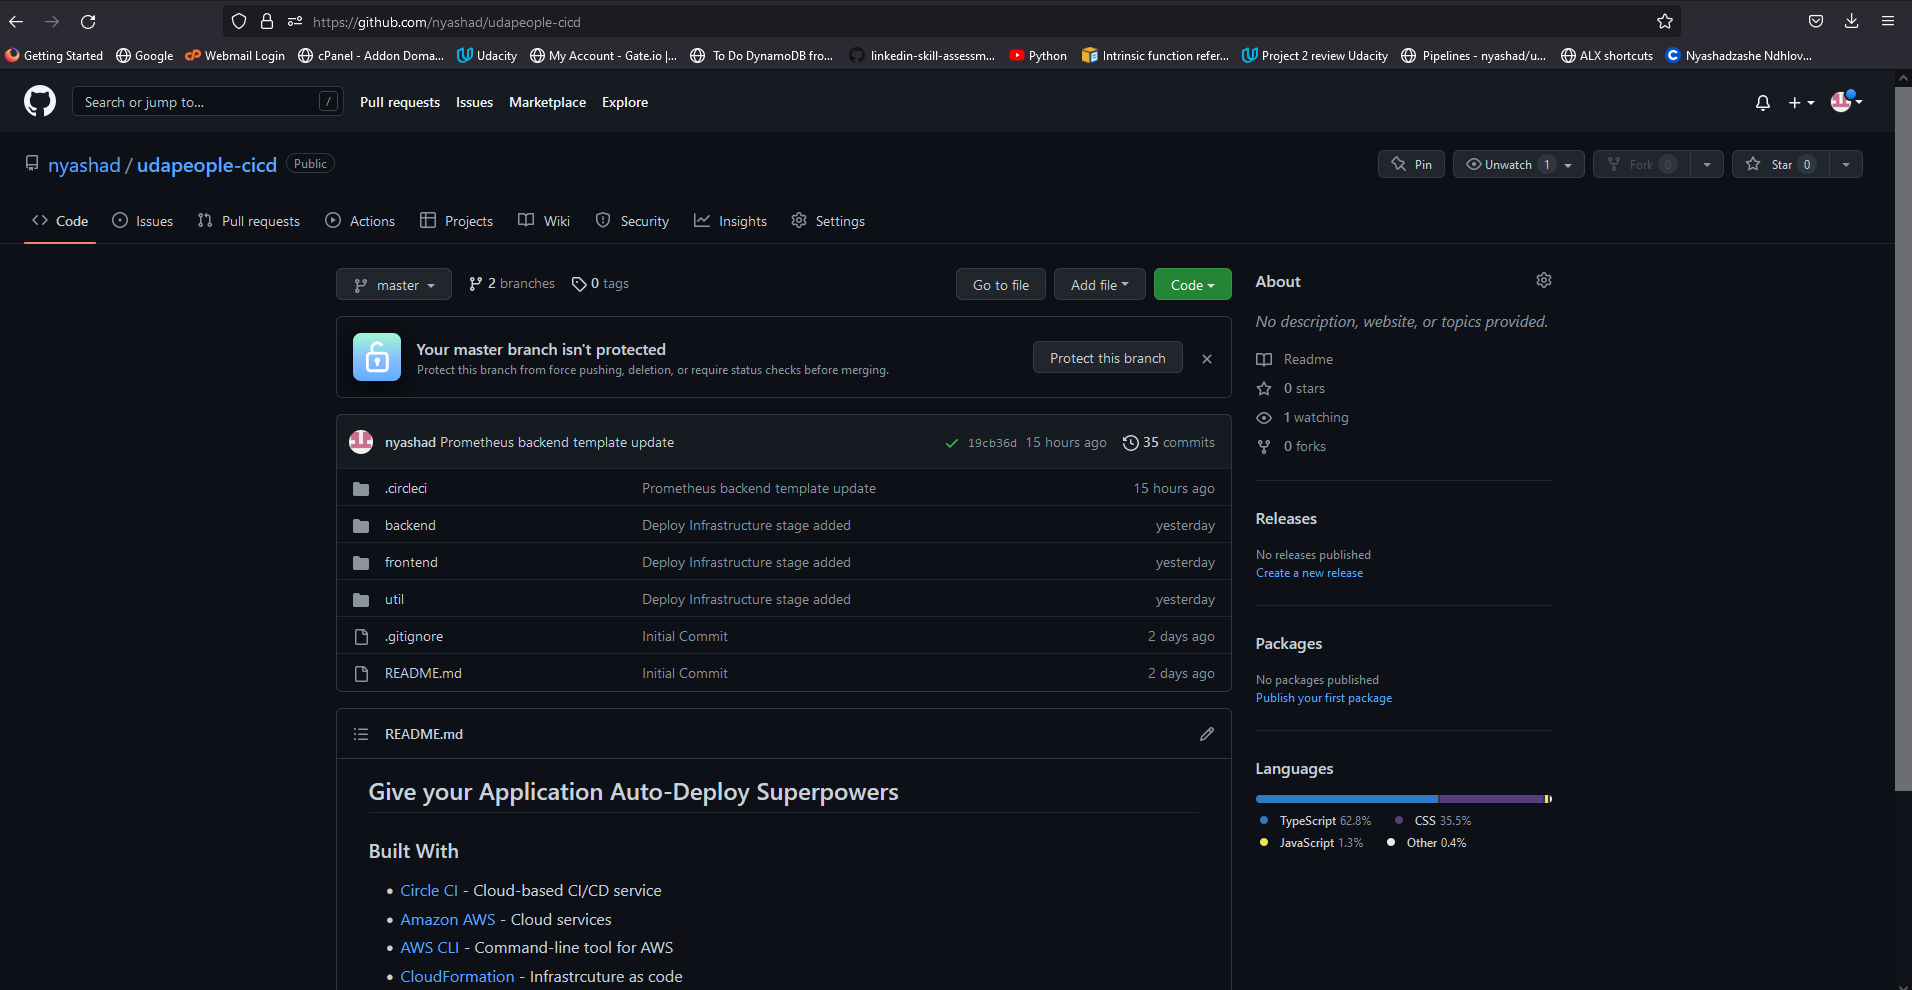 https://github.com/nyashad/udapeople-cicd
Getting Started Google Webmail Login cPanel - Addon Doma... Udacity My Account - Gate.io |... To Do DynamoDB fro... linkedin-skill-assessm... Python Intrinsic function refer... Project 2 review Udacity Pipelines - nyashad/u... ALX shortcuts Nyashadzashe Ndhlov...
Search or jump to... / Pull requests Issues Marketplace Explore
nyashad / udapeople-cicd Public Pin Unwatch 1 Fork 0 Star 0
Code Issues Pull requests Actions Projects Wiki Security Insights Settings
master 2 branches 0 tags Go to file Add file Code
Your master branch isn't protected
Protect this branch from force pushing, deletion, or require status checks before merging.
Protect this branch
nyashad Prometheus backend template update 19cb36d 15 hours ago 35 commits
.circleci Prometheus backend template update 15 hours ago
backend Deploy Infrastructure stage added yesterday
frontend Deploy Infrastructure stage added yesterday
util Deploy Infrastructure stage added yesterday
.gitignore Initial Commit 2 days ago
README.md Initial Commit 2 days ago
README.md
Give your Application Auto-Deploy Superpowers
Built With
Circle CI - Cloud-based CI/CD service
Amazon AWS - Cloud services
AWS CLI - Command-line tool for AWS
CloudFormation - Infrastrcuture as code
About
No description, website, or topics provided.
Readme
0 stars
1 watching
0 forks
Releases
No releases published
Create a new release
Packages
No packages published
Publish your first package
Languages
TypeScript 62.8% CSS 35.5%
JavaScript 1.3% Other 0.4%